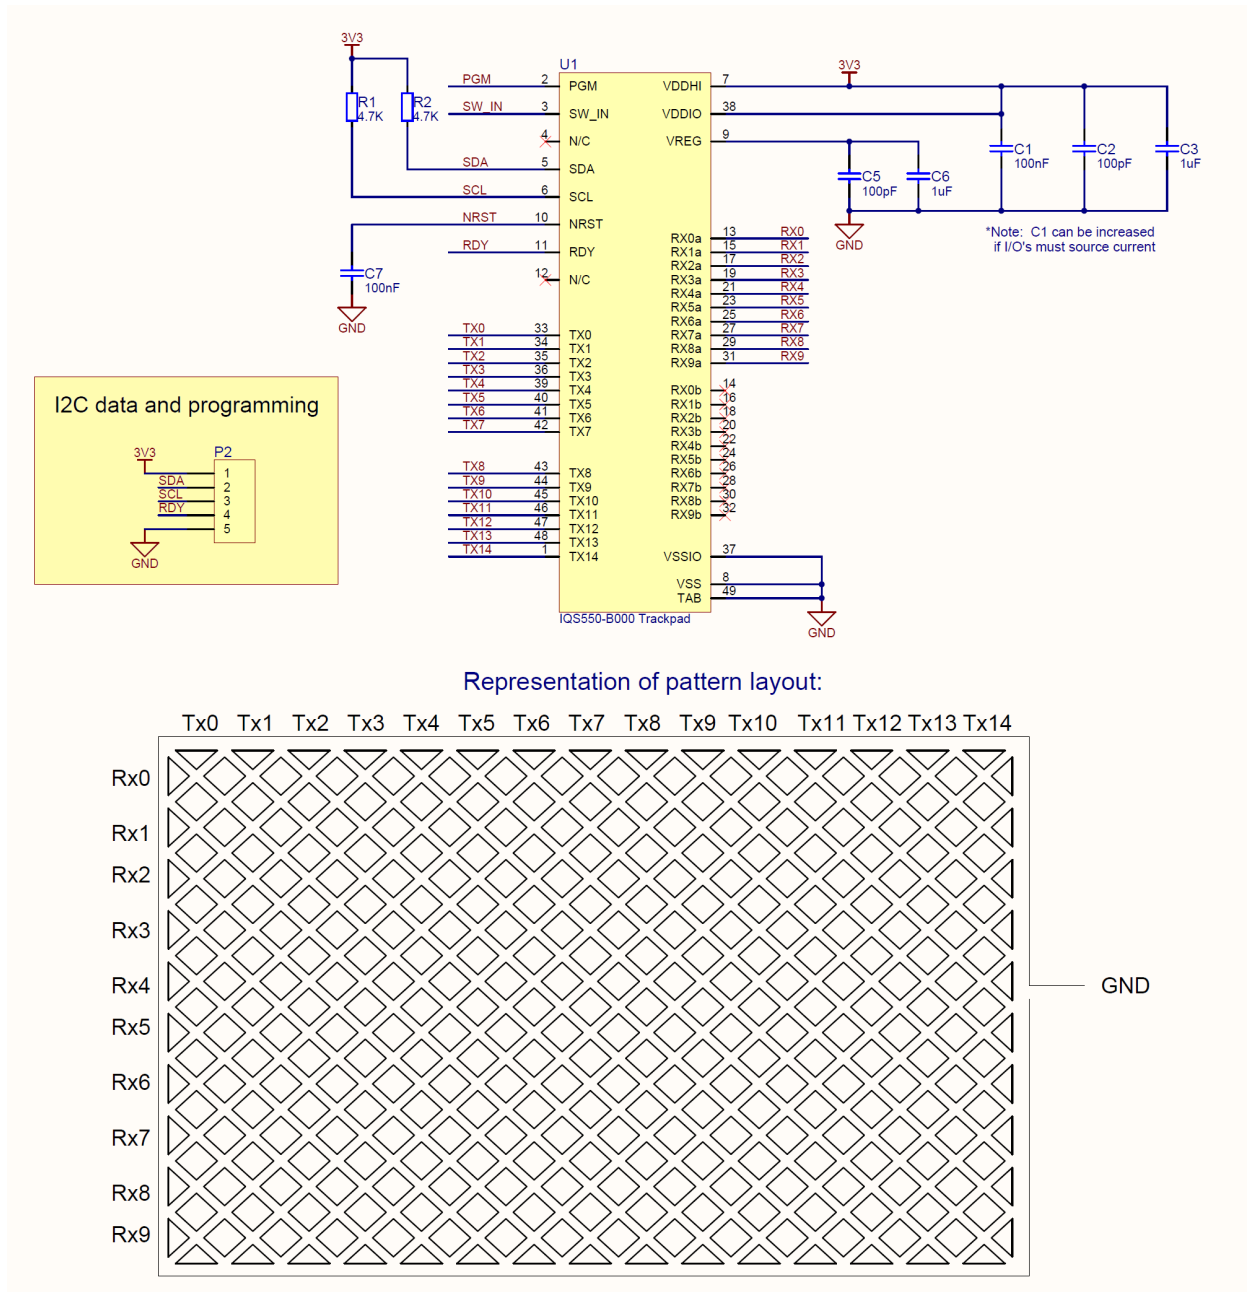 3V3
R1
4.7K
R2
4.7K
PGM 2
SW_IN 3
4
SDA 5
SCL 6
NRST 10
RDY 11
12
C7
100nF
GND
TX0 33
TX1 34
TX2 35
TX3 36
TX4 39
TX5 40
TX6 41
TX7 42
TX8 43
TX9 44
TX10 45
TX11 46
TX12 47
TX13 48
TX14 1
U1
PGM
SW_IN
N/C
SDA
SCL
NRST
RDY
N/C
TX0
TX1
TX2
TX3
TX4
TX5
TX6
TX7
TX8
TX9
TX10
TX11
TX12
TX13
TX14
VDDHI 7
VDDIO 38
VREG 9
RX0a 13 RX0
RX1a 15 RX1
RX2a 17 RX2
RX3a 19 RX3
RX4a 21 RX4
RX5a 23 RX5
RX6a 25 RX6
RX7a 27 RX7
RX8a 29 RX8
RX9a 31 RX9
RX0b 14
RX1b 16
RX2b 18
RX3b 20
RX4b 22
RX5b 24
RX6b 26
RX7b 28
RX8b 30
RX9b 32
VSSIO 37
VSS 8
TAB 49
GND
IQS550-B000 Trackpad
3V3
C1
100nF
C2
100pF
C3
1uF
C5
100pF
C6
1uF
GND
*Note: C1 can be increased
if I/O's must source current
I2C data and programming
3V3
P2
1
SDA 2
SCL 3
RDY 4
5
GND
Representation of pattern layout:
Tx0 Tx1 Tx2 Tx3 Tx4 Tx5 Tx6 Tx7 Tx8 Tx9 Tx10 Tx11 Tx12 Tx13 Tx14
Rx0
Rx1
Rx2
Rx3
Rx4
Rx5
Rx6
Rx7
Rx8
Rx9
GND